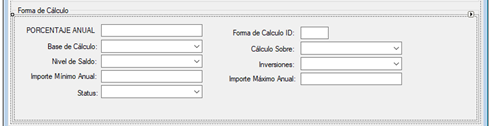 Forma de Cálculo
PORCENTAJE ANUAL
Forma de Calculo ID:
Base de Cálculo:
Cálculo Sobre:
Nivel de Saldo:
Inversiones:
Importe Mínimo Anual:
Importe Máximo Anual:
Status: